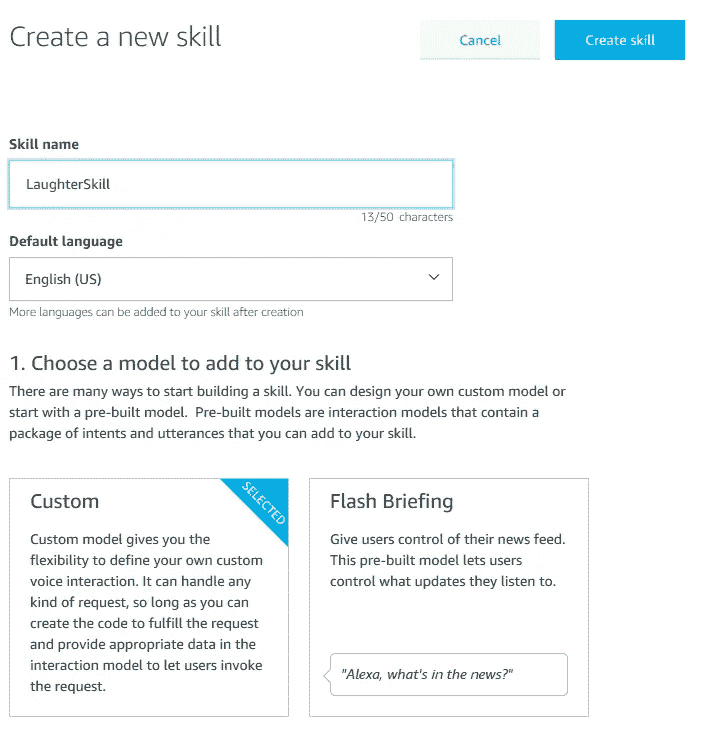 Create a new skill
Cancel
Create skill
Skill name
LaughterSkill
13/50 characters
Default language
English (US)
More languages can be added to your skill after creation
1. Choose a model to add to your skill
There are many ways to start building a skill. You can design your own custom model or
start with a pre-built model. Pre-built models are interaction models that contain a
package of intents and utterances that you can add to your skill.
Custom
SELECTED
Custom model gives you the
flexibility to define your own custom
voice interaction. It can handle any
kind of request, so long as you can
create the code to fulfill the request
and provide appropriate data in the
interaction model to let users invoke
the request.
Flash Briefing
Give users control of their news feed.
This pre-built model lets users
control what updates they listen to.
"Alexa, what's in the news?"